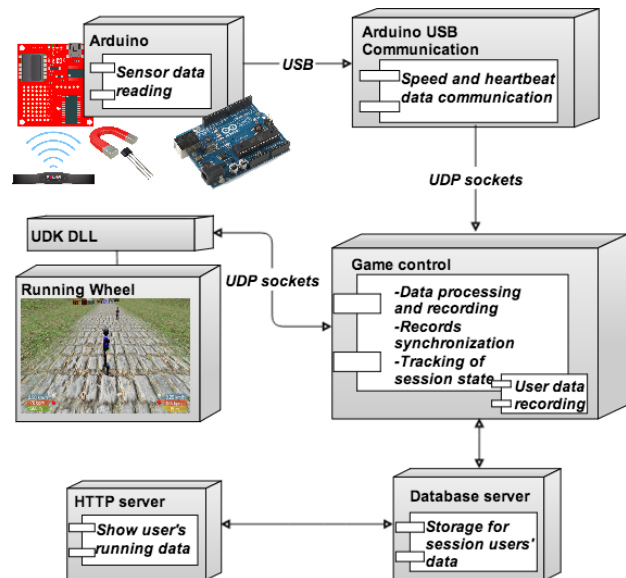 Arduino
Sensor data
reading
USB
Arduino USB
Communication
Speed and heartbeat
data communication
UDP sockets
UDK DLL
Running Wheel
UDP sockets
Game control
-Data processing
and recording
-Records
synchronization
-Tracking of
session state
User data
recording
HTTP server
Show user's
running data
Database server
Storage for
session users'
data